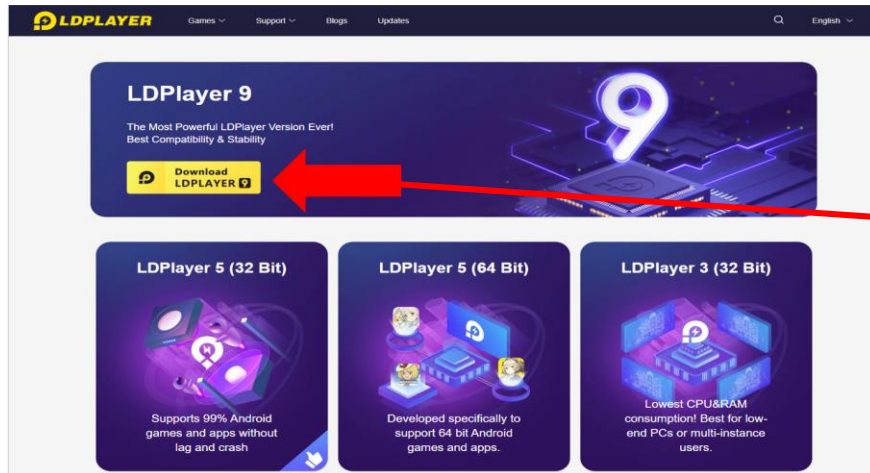 LDPLAYER Games Support Blogs Updates English
LDPlayer 9
The Most Powerful LDPlayer Version Ever!
Best Compatibility & Stability
Download
LDPLAYER 9
9
LDPlayer 5 (32 Bit)
Supports 99% Android
games and apps without
lag and crash
LDPlayer 5 (64 Bit)
Developed specifically to
support 64 bit Android
games and apps.
LDPlayer 3 (32 Bit)
Lowest CPU&RAM
consumption! Best for low-
end PCs or multi-instance
users.